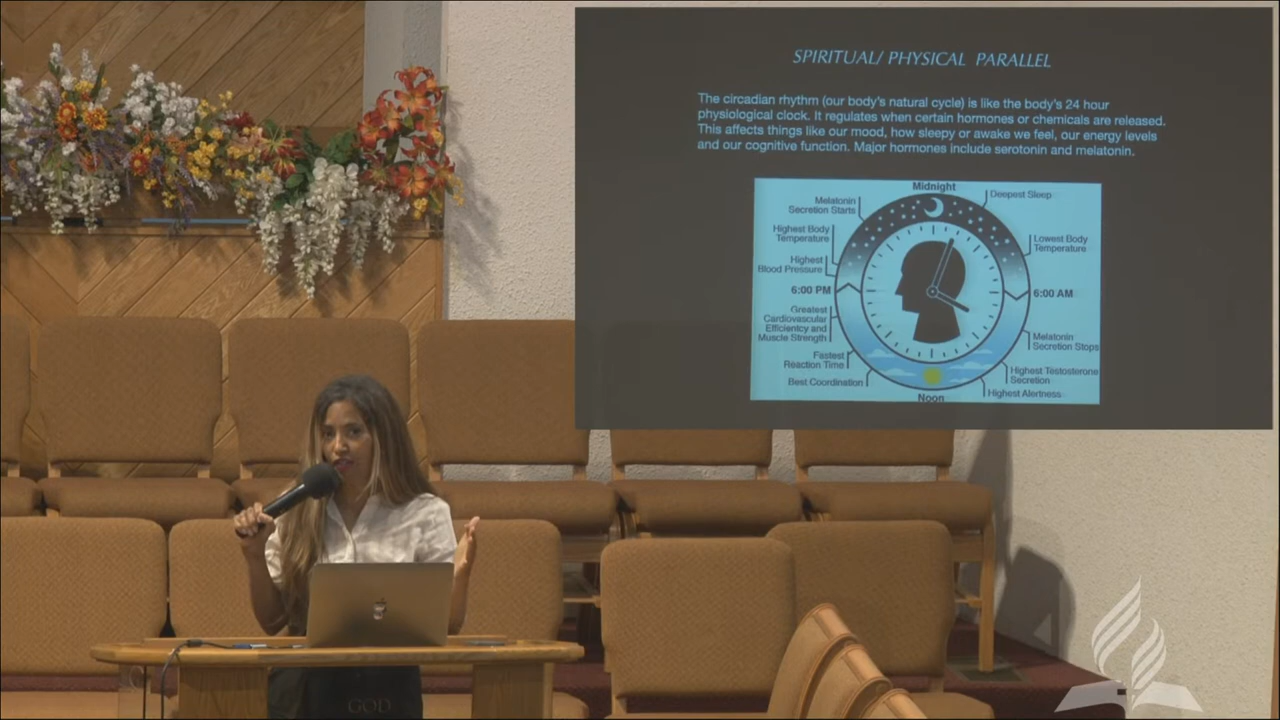 SPIRITUAL/ PHYSICAL PARALLEL
The circadian rhythm (our body's natural cycle) is like the body's 24 hour
physiological clock. It regulates when certain hormones or chemicals are released.
This affects things like our mood, how sleepy or awake we feel, our energy levels
and our cognitive function. Major hormones include serotonin and melatonin.
Midnight
Deepest Sleep
Melatonin
Secretion Starts
Highest Body
Temperature
Lowest Body
Temperature
Highest
Blood Pressure
6:00 PM
6:00 AM
Greatest
Cardiovascular
Efficientcy and
Muscle Strength
Melatonin
Secretion Stops
Fastest
Reaction Time
Highest Testosterone
Secretion
Best Coordination
Highest Alertness
Noon
GOD